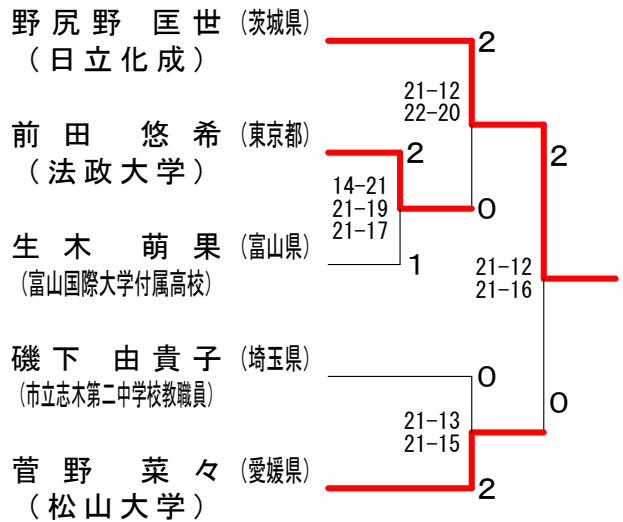 野尻野 匡世 (茨城県)
(日立化成)
2
21-12
22-20
前田 悠希 (東京都)
(法政大学)
2
2
14-21
21-19
21-17
0
生木 萌果 (富山県)
(富山国際大学付属高校)
1
21-12
21-16
磯下 由貴子 (埼玉県)
(市立志木第二中学校教職員)
0
0
21-13
21-15
菅野 菜々 (愛媛県)
(松山大学)
2